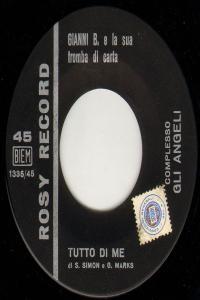 GIANNI B. e la sua
tromba di carta
ROSY RECORD
45
BIEM
1335/45
COMPLESSO
GLI ANGELI
TUTTO DI ME
di S. SIMON e G. MARKS